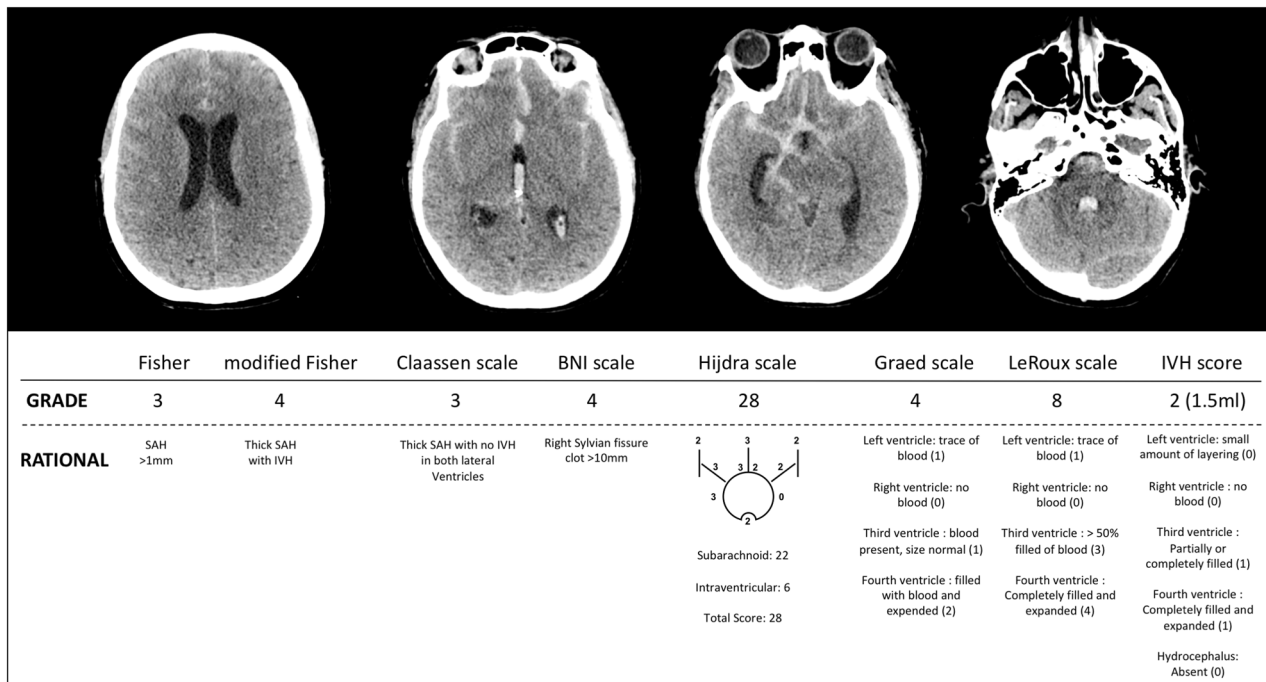 Fisher
modified Fisher
Claassen scale
BNI scale
Hijdra scale
Graed scale
LeRoux scale
IVH score
GRADE
3
4
3
4
28
4
8
2 (1.5ml)
RATIONAL
SAH
>1mm
Thick SAH
with IVH
Thick SAH with no IVH
in both lateral
Ventricles
Right Sylvian fissure
clot >10mm
2 3 2
3 3 2 2
3 0
2
Subarachnoid: 22
Intraventricular: 6
Total Score: 28
Left ventricle: trace of
blood (1)
Right ventricle: no
blood (0)
Third ventricle : blood
present, size normal (1)
Fourth ventricle : filled
with blood and
expended (2)
Left ventricle: trace of
blood (1)
Right ventricle: no
blood (0)
Third ventricle : > 50%
filled of blood (3)
Fourth ventricle :
Completely filled and
expanded (4)
Left ventricle: small
amount of layering (0)
Right ventricle : no
blood (0)
Third ventricle :
Partially or
completely filled (1)
Fourth ventricle :
Completely filled and
expanded (1)
Hydrocephalus:
Absent (0)